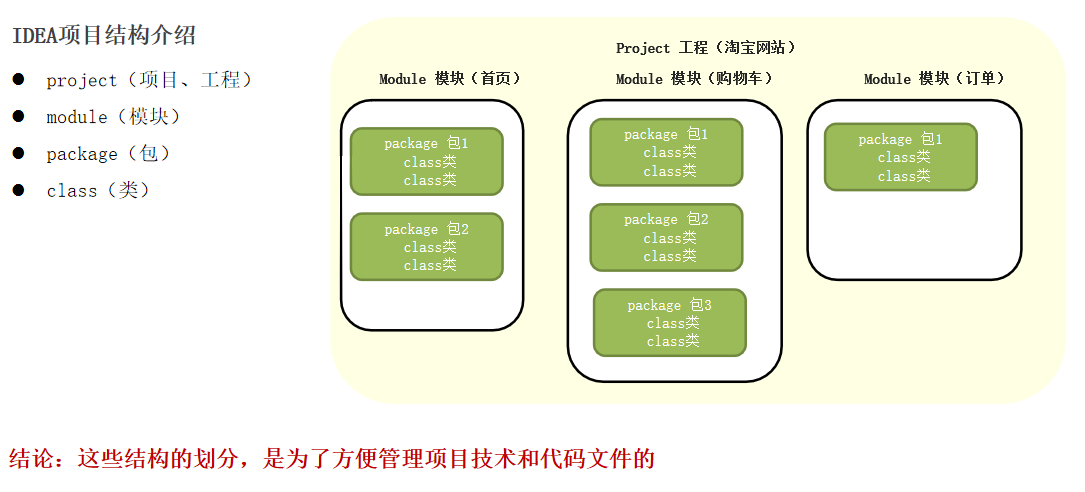 IDEA项目结构介绍
project（项目、工程）
module（模块）
package（包）
class（类）
Project 工程（淘宝网站）
Module 模块（首页）
package 包1
class类
class类
package 包2
class类
class类
Module 模块（购物车）
package 包1
class类
class类
package 包2
class类
class类
package 包3
class类
class类
Module 模块（订单）
package 包1
class类
class类
结论：这些结构的划分，是为了方便管理项目技术和代码文件的